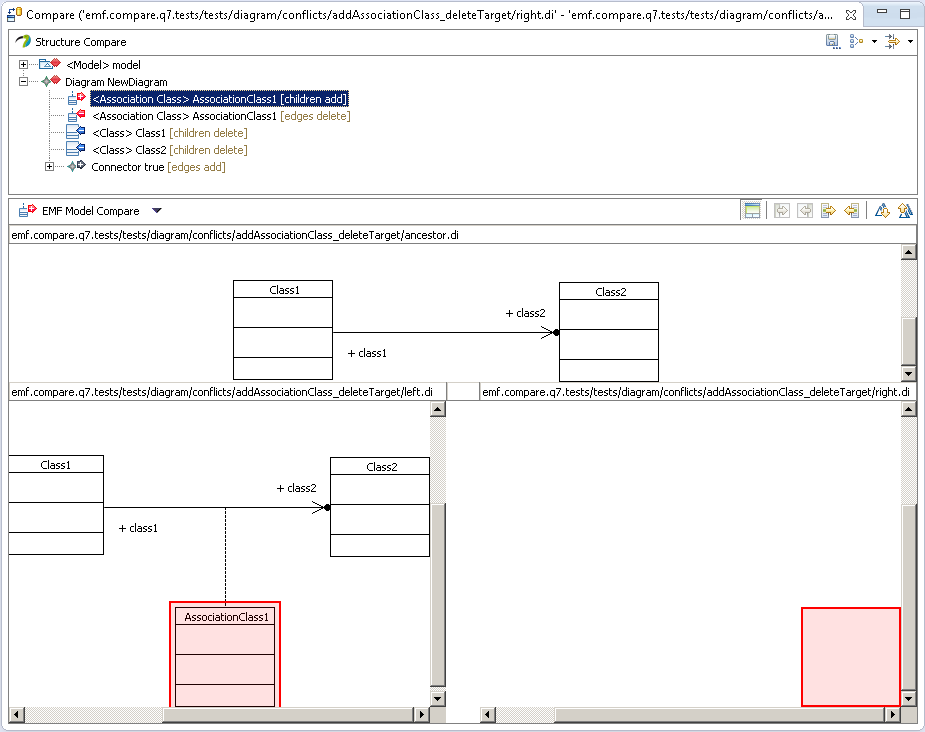 Compare ('emf.compare.q7.tests/tests/diagram/conflicts/addAssociationClass_deleteTarget/right.di' - 'emf.compare.q7.tests/tests/diagram/conflicts/a...
Structure Compare
<Model> model
Diagram NewDiagram
<Association Class> AssociationClass1 [children add]
<Association Class> AssociationClass1 [edges delete]
<Class> Class1 [children delete]
<Class> Class2 [children delete]
Connector true [edges add]
EMF Model Compare
emf.compare.q7.tests/tests/diagram/conflicts/addAssociationClass_deleteTarget/ancestor.di
Class1
Class2
+ class2
+ class1
emf.compare.q7.tests/tests/diagram/conflicts/addAssociationClass_deleteTarget/left.di
emf.compare.q7.tests/tests/diagram/conflicts/addAssociationClass_deleteTarget/right.di
Class1
Class2
+ class2
+ class1
AssociationClass1